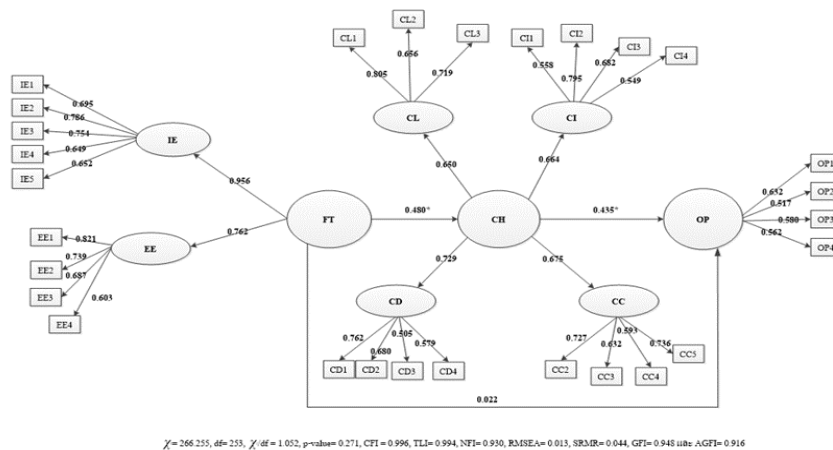 CL1
CL2
CL3
CI1
CI2
CI3
CI4
0.805
0.656
0.719
0.558
0.795
0.682
0.549
IE1
IE2
IE3
IE4
IE5
0.695
0.786
0.754
0.649
0.652
IE
CL
CI
0.956
0.650
0.664
OP1
OP2
OP3
OP4
0.632
0.517
0.580
0.562
FT
0.480*
CH
0.435*
OP
0.762
EE1
EE2
EE3
EE4
0.821
0.739
0.687
0.603
EE
0.729
0.675
CD
CC
0.762
0.680
0.505
0.579
0.727
0.632
0.593
0.736
CD1
CD2
CD3
CD4
CC2
CC3
CC4
CC5
0.022
χ= 266.255, df= 253, χ/df = 1.052, p-value= 0.271, CFI = 0.996, TLI= 0.994, NFI= 0.930, RMSEA= 0.013, SRMR= 0.044, GFI= 0.948 และ AGFI= 0.916